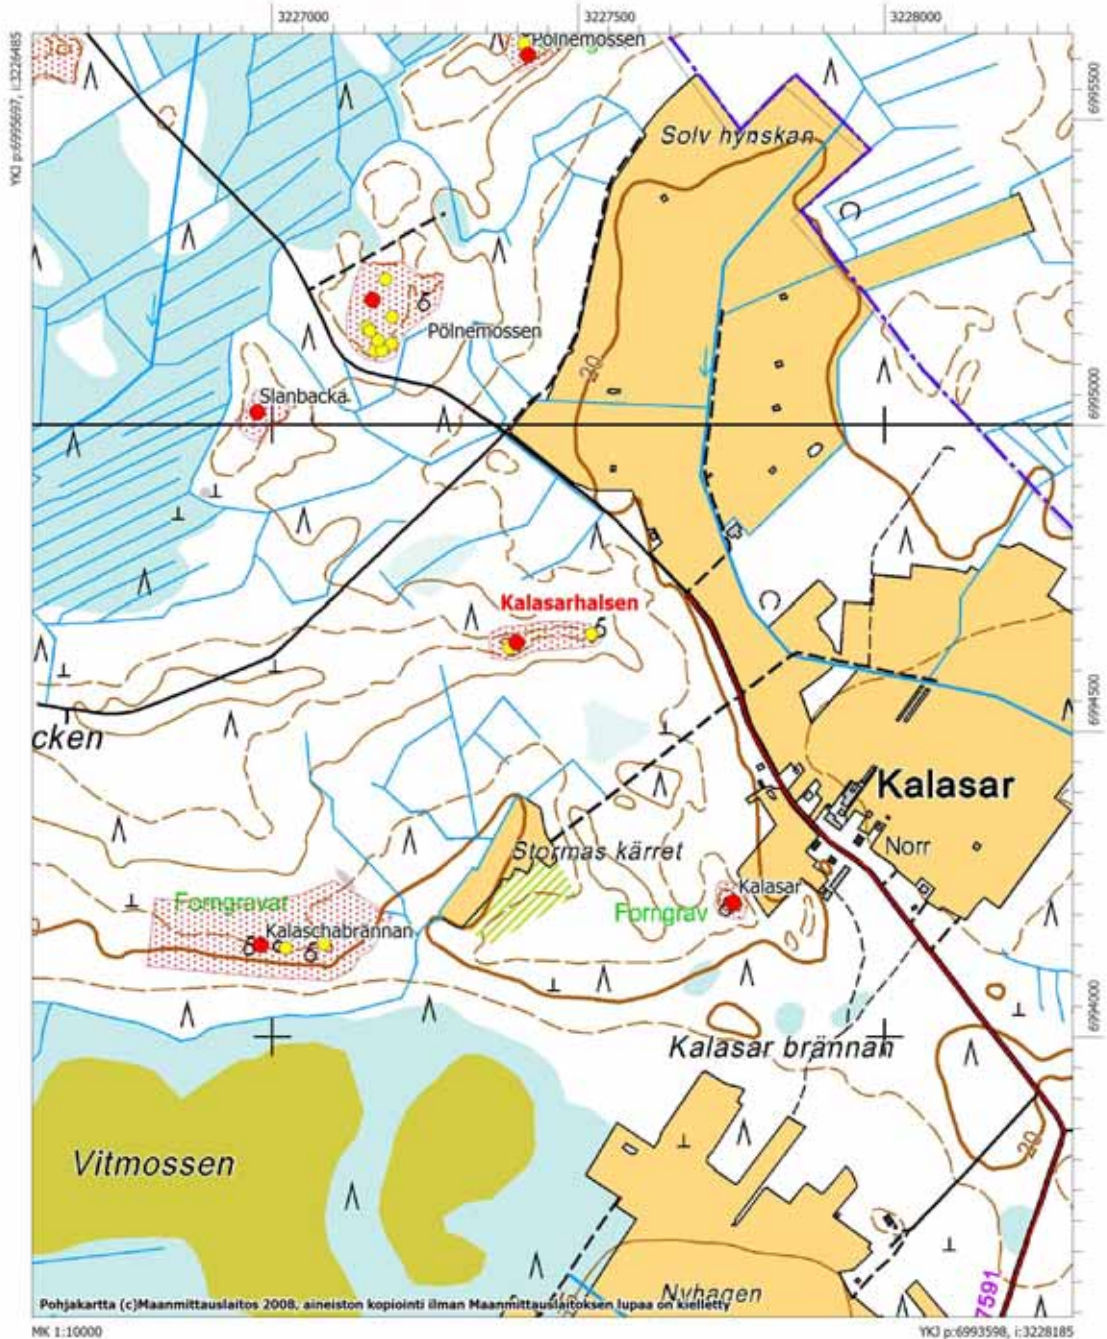 3227000
3227500
3228000
YKJ p:6995697, i:3226485
Pölnemossen
6995500
Solv hynskan
Pölnemossen
20
6995000
Slanbacka
Kalasarhalsen
6994500
cken
Kalasar
Norr
Stormas kärret
Kalasar
Forngravar
Forngrav
Kalaschabrännan
6994000
Kalasar brännan
20
Vitmossen
7591
Nyhagen
Pohjakartta (c)Maanmittauslaitos 2008, aineiston kopiointi ilman Maanmittauslaitoksen lupaa on kielletty
MK 1:10000
YKJ p:6993598, i:3228185